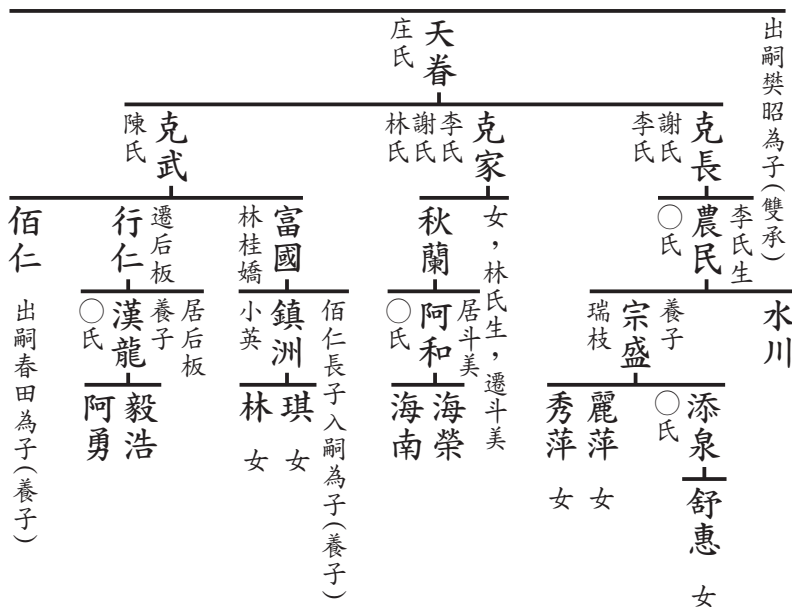 出嗣樊昭為子(雙承)
天眷
庄氏
克長
謝氏
李氏
克家
李氏
謝氏
林氏
克武
陳氏
水川
李氏生
農民
○氏
女，林氏生，遷斗美
秋蘭
富國
林桂嬌
遷后板
行仁
佰仁
出嗣春田為子(養子)
養子
宗盛
瑞枝
居斗美
阿和
○氏
佰仁長子入嗣為子(養子)
鎮洲
小英
居后板
養子
漢龍
○氏
添泉
○氏
麗萍 女
秀萍 女
海榮
海南
琪 女
林 女
毅浩
阿勇
舒惠 女